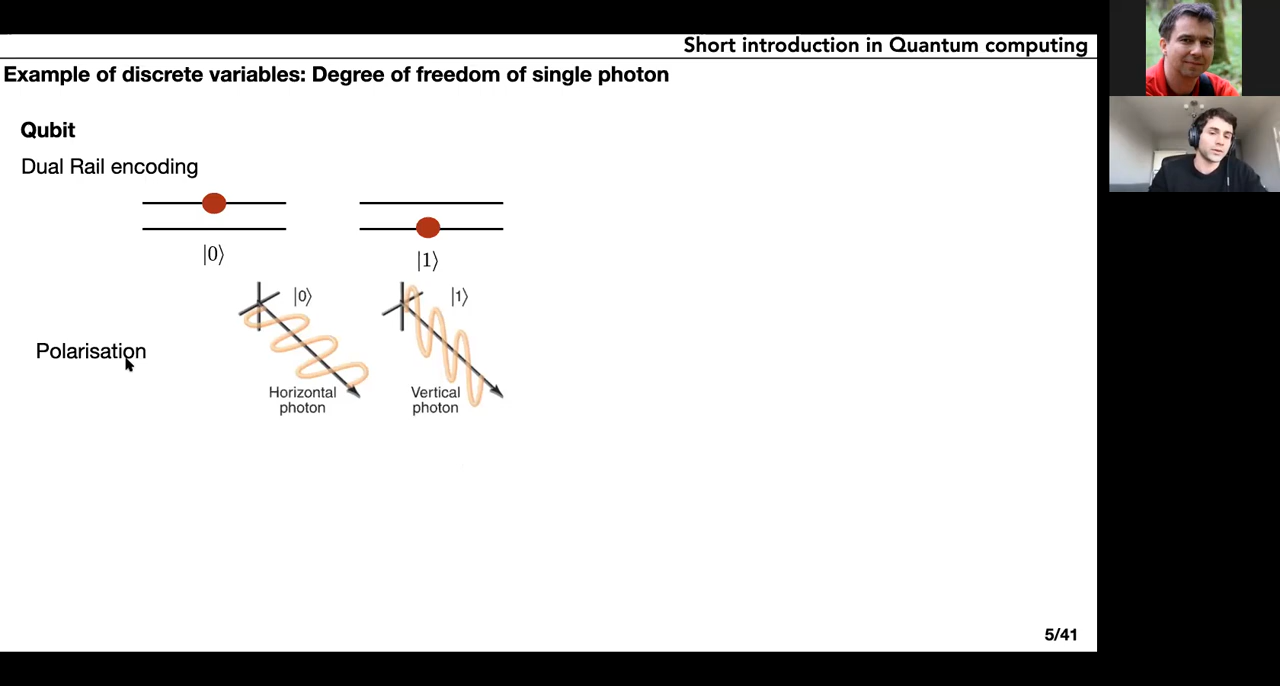 Short introduction in Quantum computing
Example of discrete variables: Degree of freedom of single photon
Qubit
Dual Rail encoding
|0⟩
|1⟩
|0⟩
|1⟩
Polarisation
Horizontal
photon
Vertical
photon
5/41